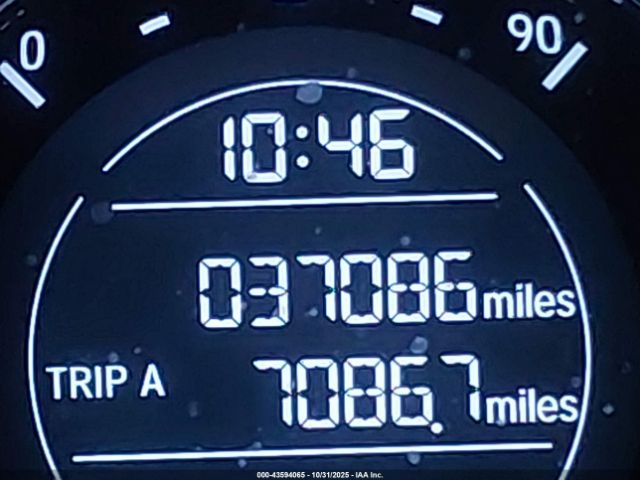 0 90
10:46
037086 miles
TRIP A 7086.7 miles
000-43594065 - 10/31/2025 - IAA Inc.